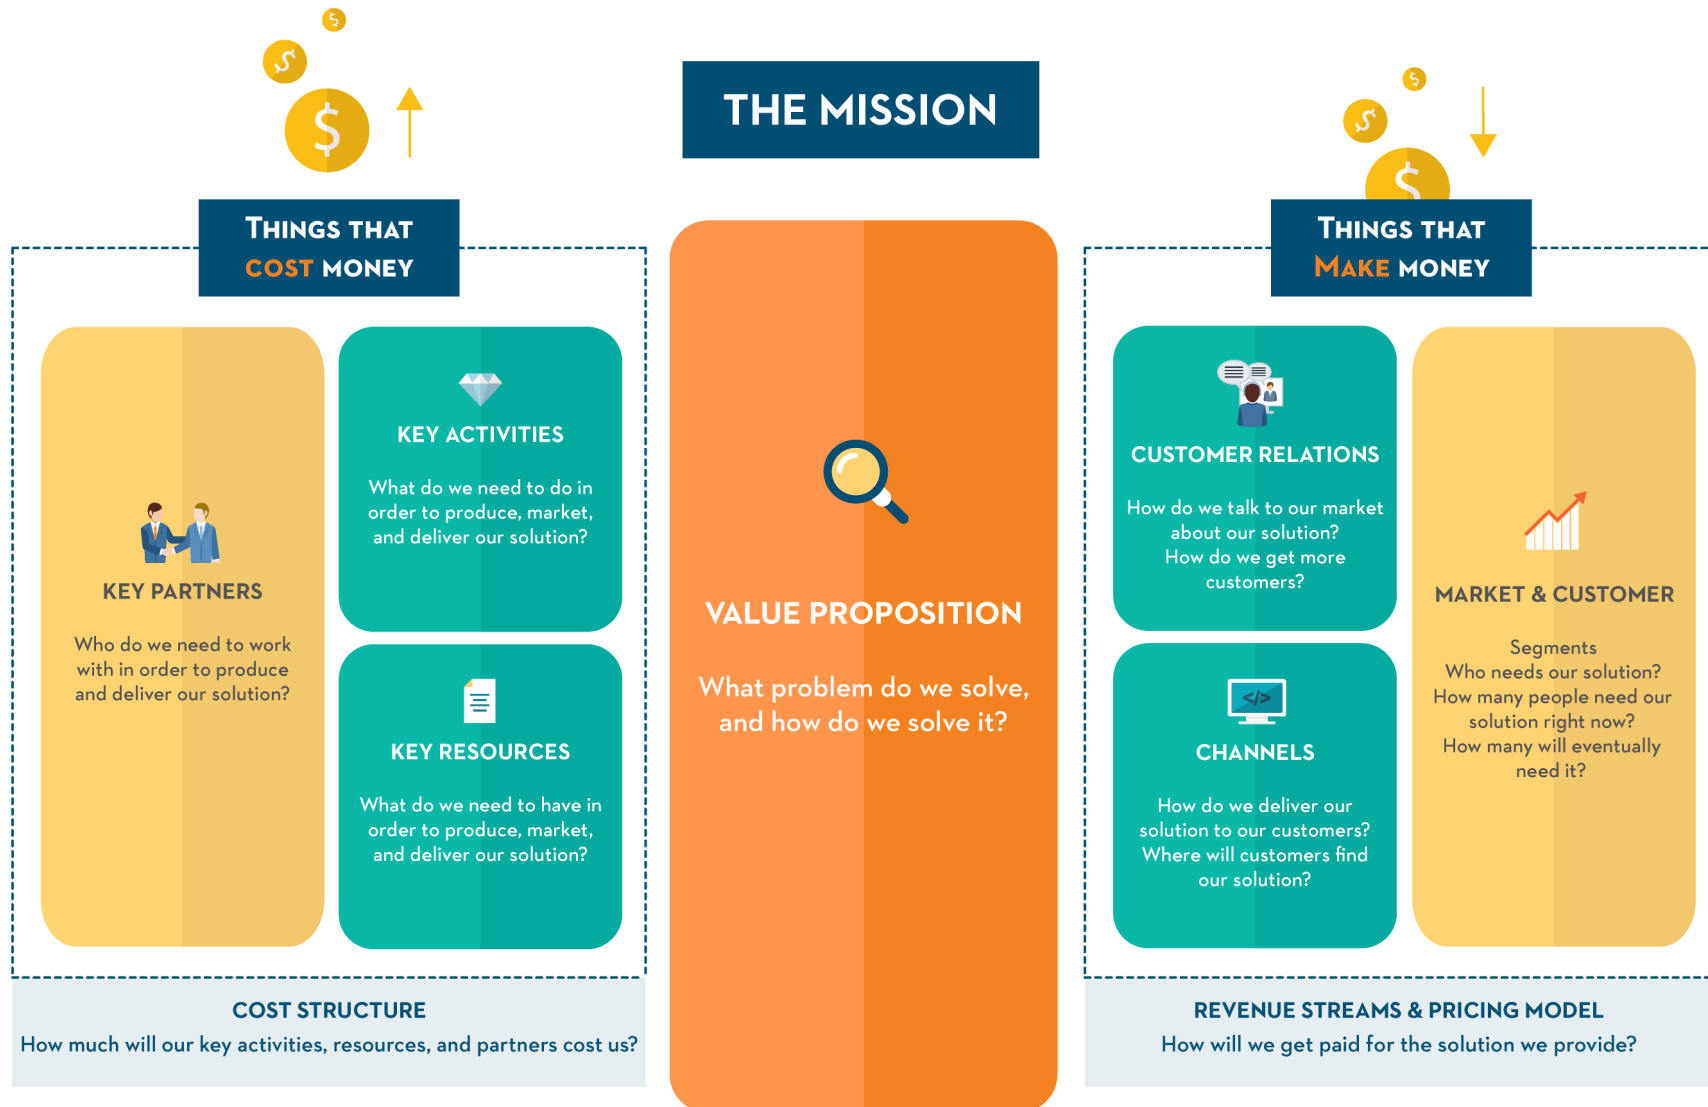 THE MISSION
THINGS THAT
COST MONEY
KEY PARTNERS
Who do we need to work
with in order to produce
and deliver our solution?
KEY ACTIVITIES
What do we need to do in
order to produce, market,
and deliver our solution?
KEY RESOURCES
What do we need to have in
order to produce, market,
and deliver our solution?
COST STRUCTURE
How much will our key activities, resources, and partners cost us?
VALUE PROPOSITION
What problem do we solve,
and how do we solve it?
THINGS THAT
MAKE MONEY
CUSTOMER RELATIONS
How do we talk to our market
about our solution?
How do we get more
customers?
CHANNELS
How do we deliver our
solution to our customers?
Where will customers find
our solution?
MARKET & CUSTOMER
Segments
Who needs our solution?
How many people need our
solution right now?
How many will eventually
need it?
REVENUE STREAMS & PRICING MODEL
How will we get paid for the solution we provide?